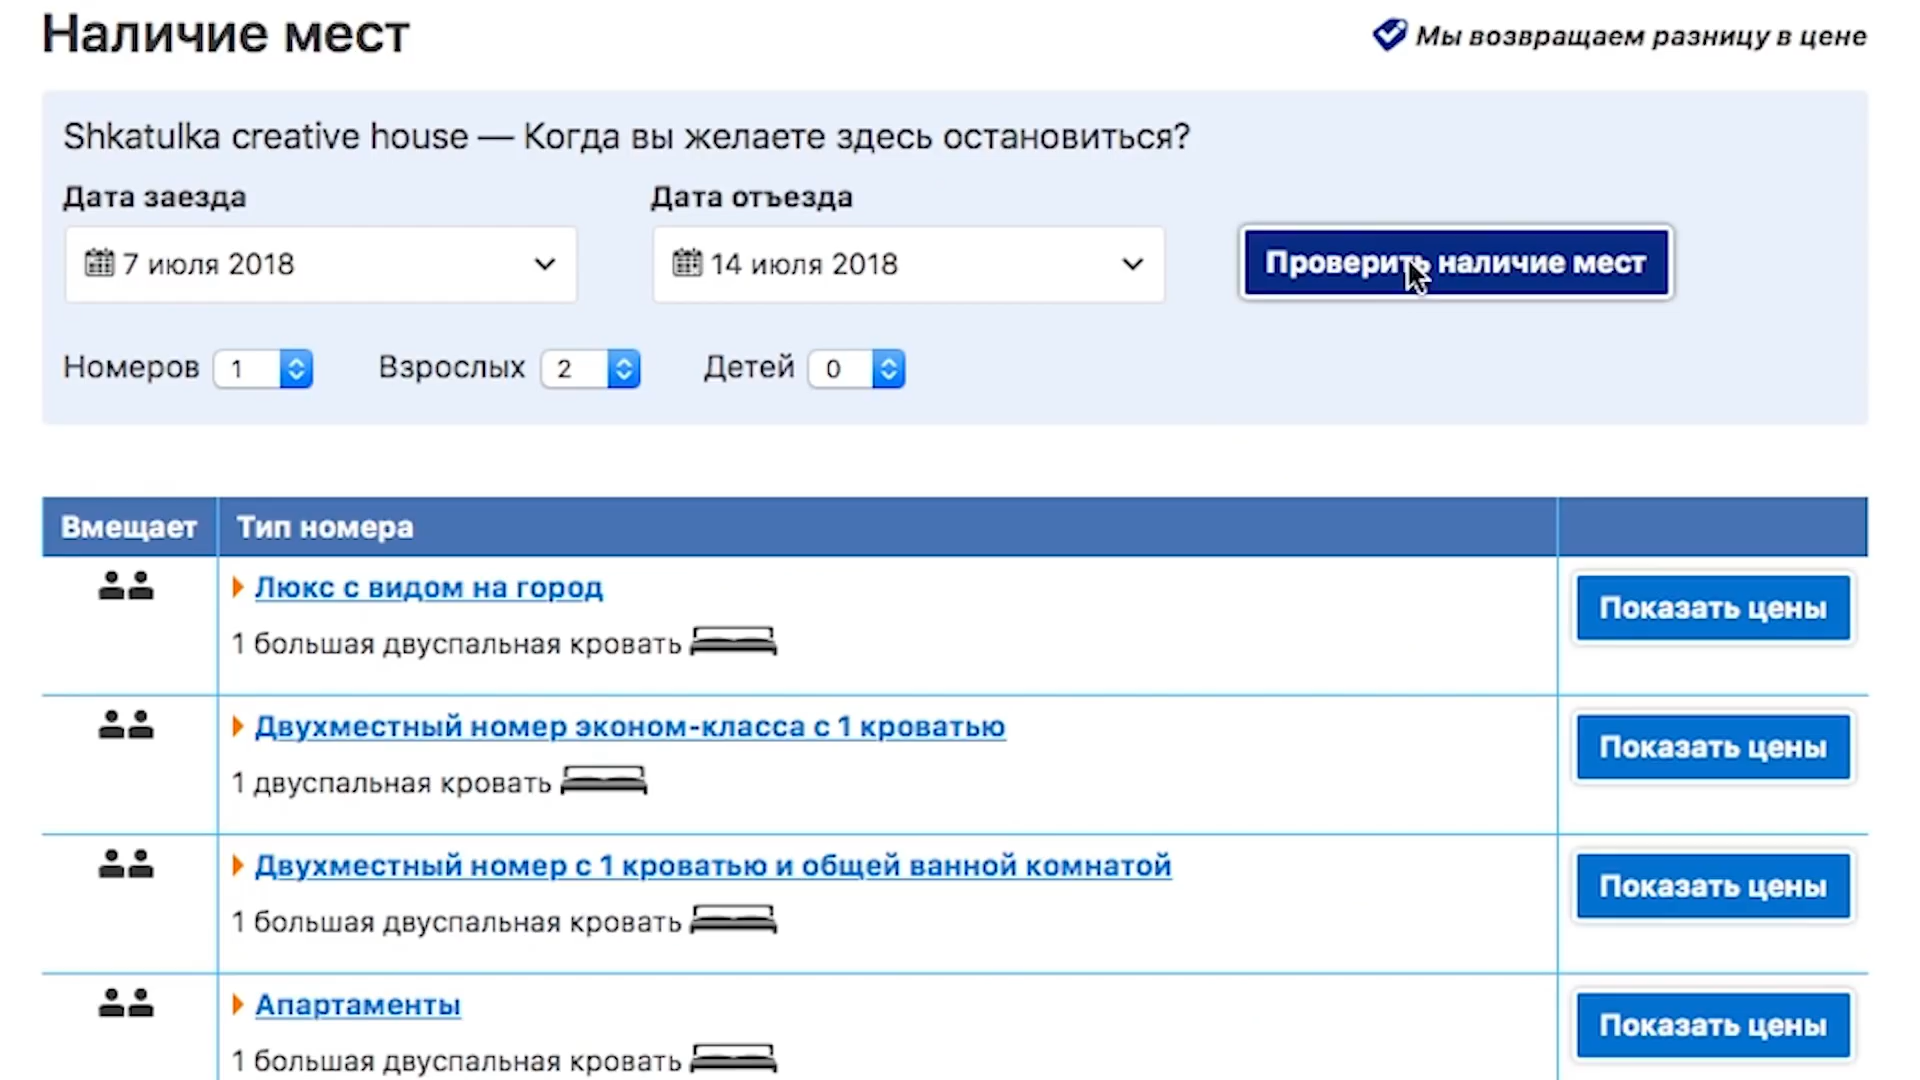 Наличие мест
Мы возвращаем разницу в цене
Shkatulka creative house — Когда вы желаете здесь остановиться?
Дата заезда
Дата отъезда
7 июля 2018
14 июля 2018
Проверить наличие мест
Номеров 1
Взрослых 2
Детей 0
Вмещает
Тип номера
Люкс с видом на город
1 большая двуспальная кровать
Показать цены
Двухместный номер эконом-класса с 1 кроватью
1 двуспальная кровать
Показать цены
Двухместный номер с 1 кроватью и общей ванной комнатой
1 большая двуспальная кровать
Показать цены
Апартаменты
1 большая двуспальная кровать
Показать цены